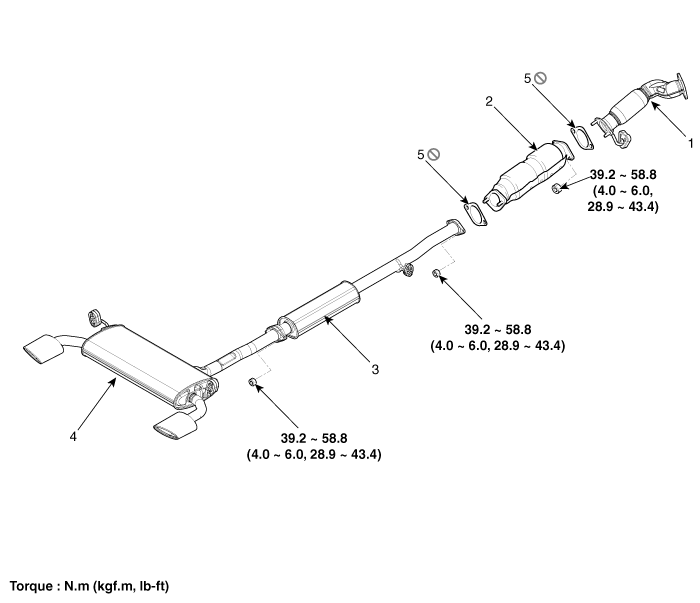 5
2
1
5
39.2 ~ 58.8
(4.0 ~ 6.0,
28.9 ~ 43.4)
39.2 ~ 58.8
(4.0 ~ 6.0, 28.9 ~ 43.4)
3
4
39.2 ~ 58.8
(4.0 ~ 6.0, 28.9 ~ 43.4)
Torque : N.m (kgf.m, lb-ft)